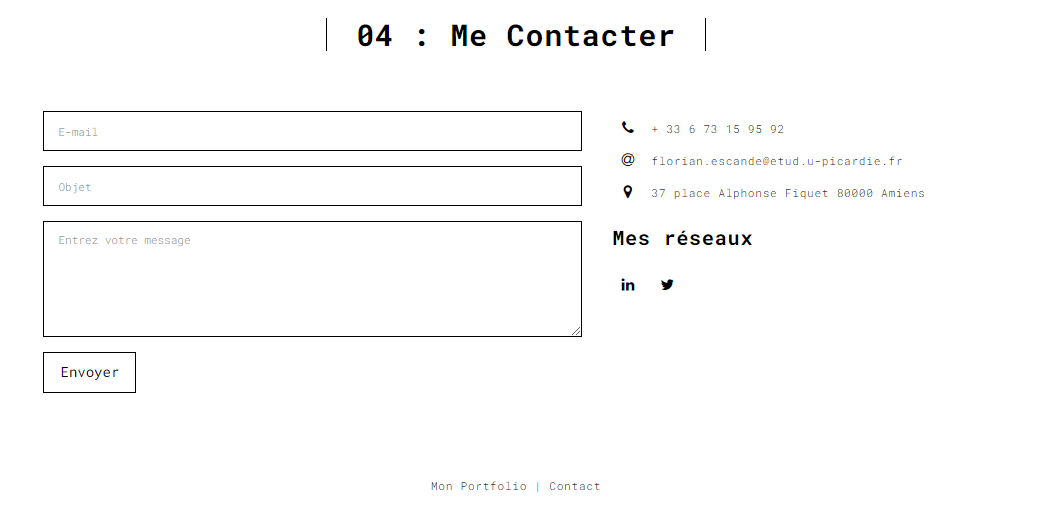 04 : Me Contacter
E-mail
Objet
Entrez votre message
Envoyer
+ 33 6 73 15 95 92
florian.escande@etud.u-picardie.fr
37 place Alphonse Fiquet 80000 Amiens
Mes réseaux
Mon Portfolio | Contact